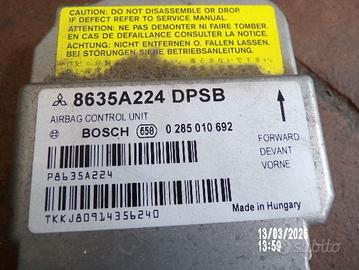 CAUTION: DO NOT DISASSEMBLE OR DROP.
IF DEFECT REFER TO SERVICE MANUAL.
ATTENTION: NE PAS DEMONTER NI FAIRE TOMBER.
EN CAS DE DEFAILLANCE CONSULTER LA NOTICE.
ACHTUNG: NICHT ENTFERNEN O. FALLEN LASSEN.
BEI STÖRUNGEN SIEHE BETRIEBSANLEITUNG.
8635A224 DPSB
AIRBAG CONTROL UNIT
BOSCH 658 0 285 010 692
FORWARD
DEVANT
VORNE
P8635A224
TKKJ80914356240
Made in Hungary
13/03/2026
13:59
subito